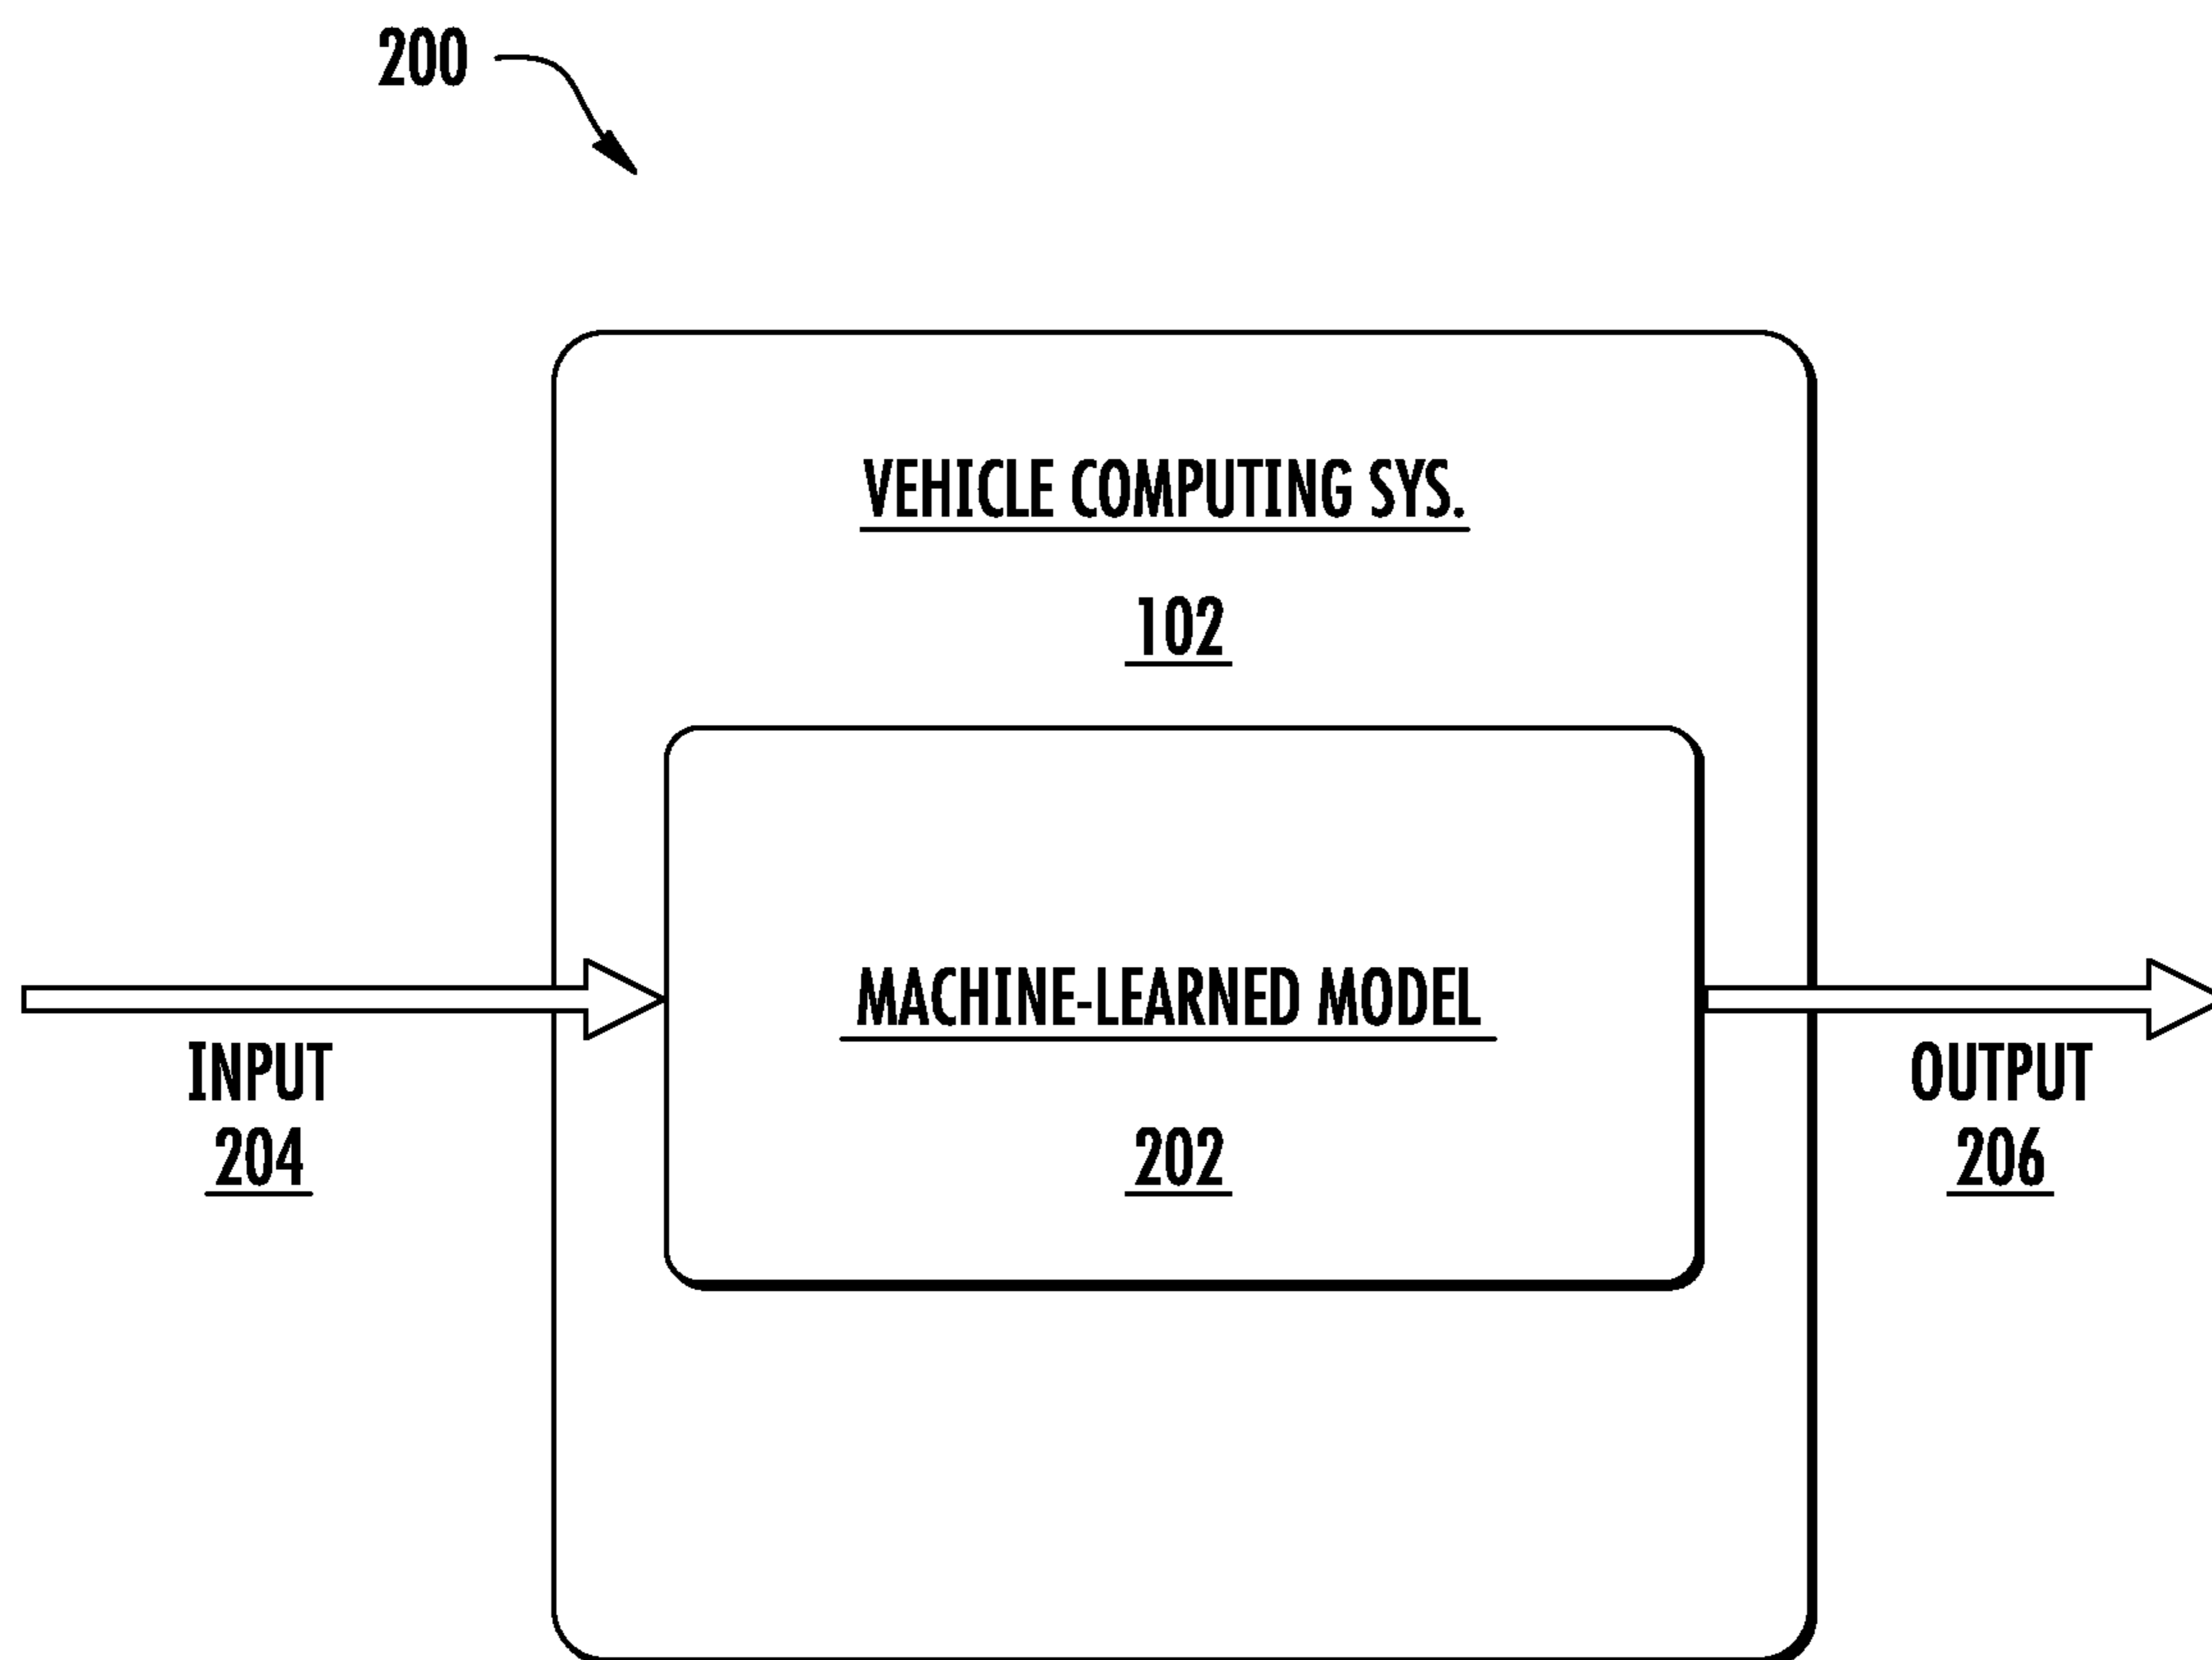 200
VEHICLE COMPUTING SYS.
102
MACHINE-LEARNED MODEL
202
INPUT
204
OUTPUT
206